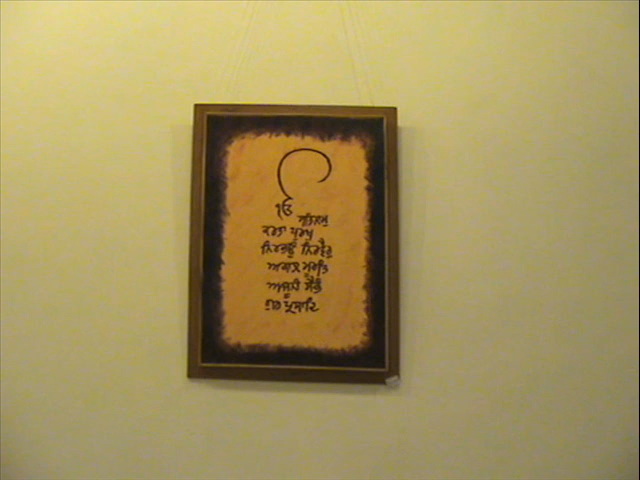 ੴ
ਸਤਿਨਾਮੁ
ਕਰਤਾ ਪੁਰਖੁ
ਨਿਰਭਉ ਨਿਰਵੈਰੁ
ਅਕਾਲ ਮੂਰਤਿ
ਅਜੂਨੀ ਸੈਭੰ
ਗੁਰ ਪ੍ਰਸਾਦਿ